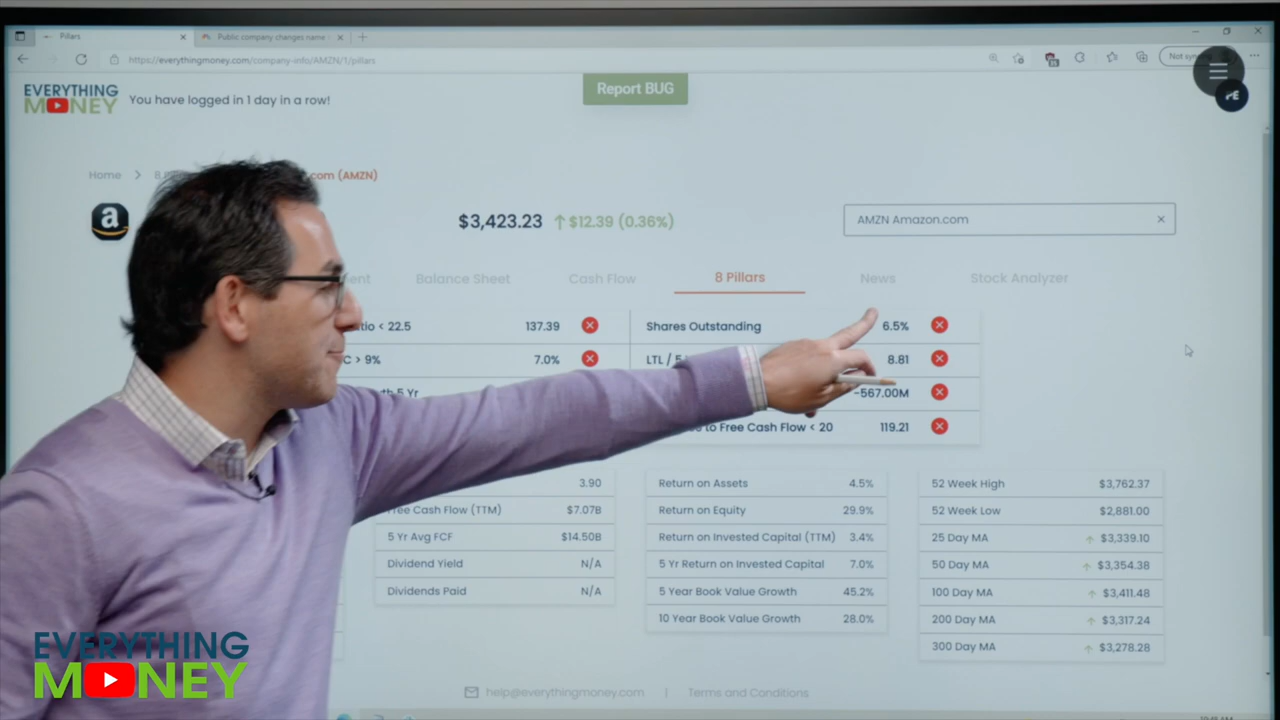 Pillars
Public company changes name
https://everythingmoney.com/company-info/AMZN/1/pillars
Not syn
EVERYTHING
MONEY
You have logged in 1 day in a row!
Report BUG
PE
Home > 8 com (AMZN)
a
$3,423.23 ↑ $12.39 (0.36%)
AMZN Amazon.com ×
Balance Sheet Cash Flow 8 Pillars News Stock Analyzer
< 22.5 137.39
> 9% 7.0%
5 Yr
Shares Outstanding 6.5%
LTL / 8.81
-567.00M
to Free Cash Flow < 20 119.21
3.90
Free Cash Flow (TTM) $7.07B
5 Yr Avg FCF $14.50B
Dividend Yield N/A
Dividends Paid N/A
Return on Assets 4.5%
Return on Equity 29.9%
Return on Invested Capital (TTM) 3.4%
5 Yr Return on Invested Capital 7.0%
5 Year Book Value Growth 45.2%
10 Year Book Value Growth 28.0%
52 Week High $3,762.37
52 Week Low $2,881.00
25 Day MA ↑ $3,339.10
50 Day MA ↑ $3,354.38
100 Day MA ↑ $3,411.48
200 Day MA ↑ $3,317.24
300 Day MA ↑ $3,278.28
help@everythingmoney.com | Terms and Conditions
EVERYTHING
MONEY